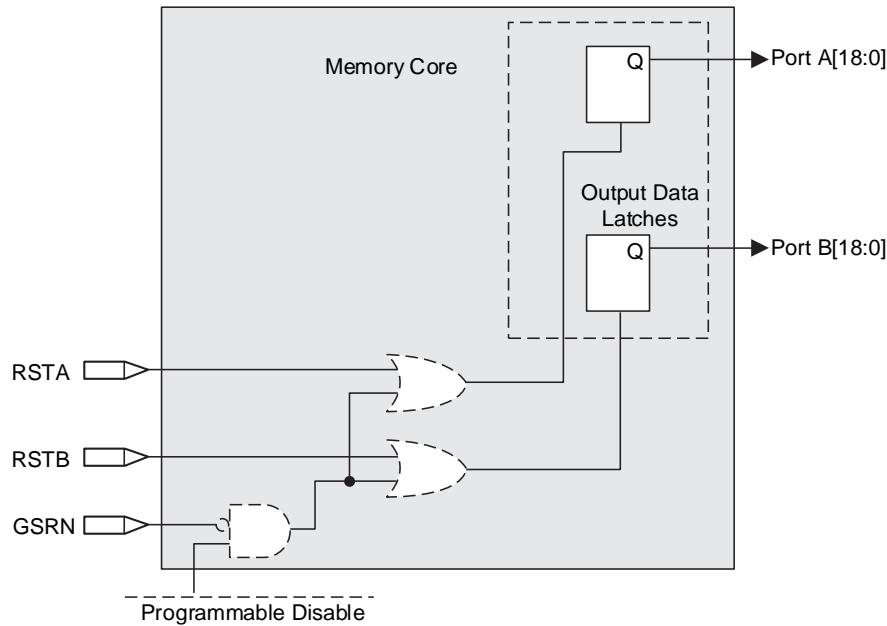 Memory Core
Q
Port A[18:0]
Output Data
Latches
Q
Port B[18:0]
RSTA
RSTB
GSRN
Programmable Disable